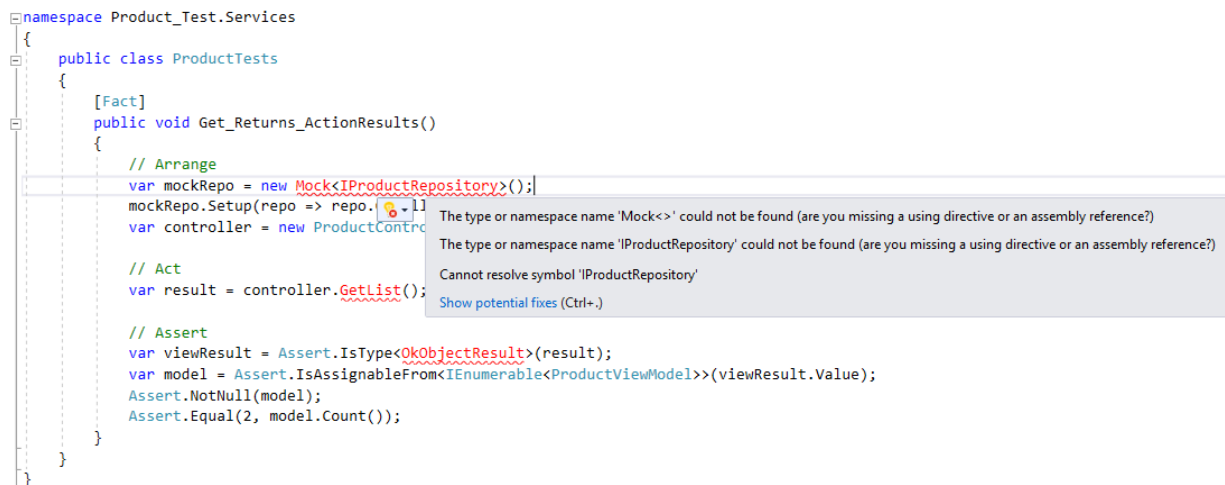 namespace Product_Test.Services
{
public class ProductTests
{
[Fact]
public void Get_Returns_ActionResults()
{
// Arrange
var mockRepo = new Mock<IProductRepository>();
mockRepo.Setup(repo => repo.
var controller = new ProductContro
The type or namespace name 'Mock<>' could not be found (are you missing a using directive or an assembly reference?)
The type or namespace name 'IProductRepository' could not be found (are you missing a using directive or an assembly reference?)
Cannot resolve symbol 'IProductRepository'
Show potential fixes (Ctrl+.)
// Act
var result = controller.GetList();
// Assert
var viewResult = Assert.IsType<OkObjectResult>(result);
var model = Assert.IsAssignableFrom<IEnumerable<ProductViewModel>>(viewResult.Value);
Assert.NotNull(model);
Assert.Equal(2, model.Count());
}
}
}